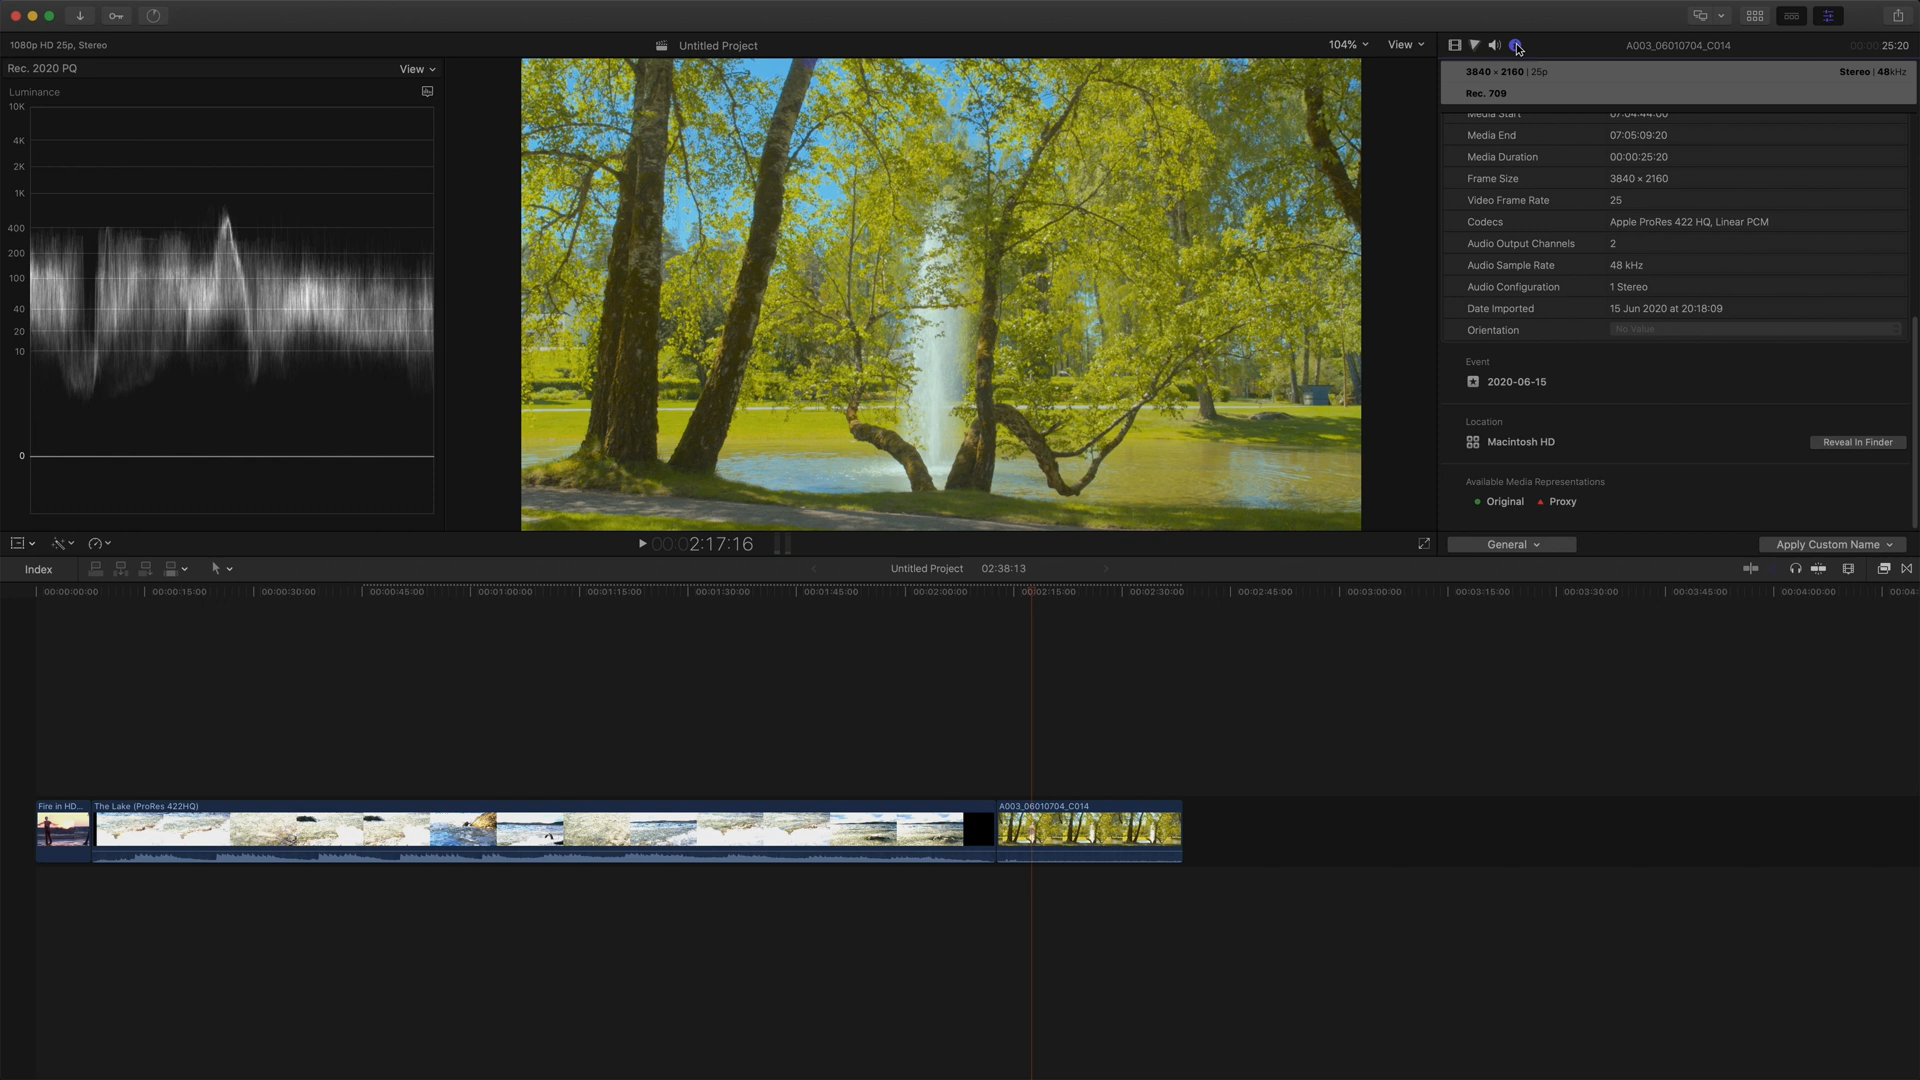 1080p HD 25p, Stereo
Untitled Project
104%
View
A003_06010704_C014
00:00:25:20
Rec. 2020 PQ
View
3840 × 2160 | 25p
Stereo | 48kHz
Rec. 709
Luminance
10K
4K
2K
1K
400
200
100
40
20
10
0
Media Start 07:04:44:00
Media End 07:05:09:20
Media Duration 00:00:25:20
Frame Size 3840 × 2160
Video Frame Rate 25
Codecs Apple ProRes 422 HQ, Linear PCM
Audio Output Channels 2
Audio Sample Rate 48 kHz
Audio Configuration 1 Stereo
Date Imported 15 Jun 2020 at 20:18:09
Orientation No Value
Event
2020-06-15
Location
Macintosh HD
Reveal In Finder
Available Media Representations
Original Proxy
00:02:17:16
General
Apply Custom Name
Index
Untitled Project 02:38:13
00:00:00:00 00:00:15:00 00:00:30:00 00:00:45:00 00:01:00:00 00:01:15:00 00:01:30:00 00:01:45:00 00:02:00:00 00:02:15:00 00:02:30:00 00:02:45:00 00:03:00:00 00:03:15:00 00:03:30:00 00:03:45:00 00:04:00:00 00:04:
Fire in HD... The Lake (ProRes 422HQ) A003_06010704_C014